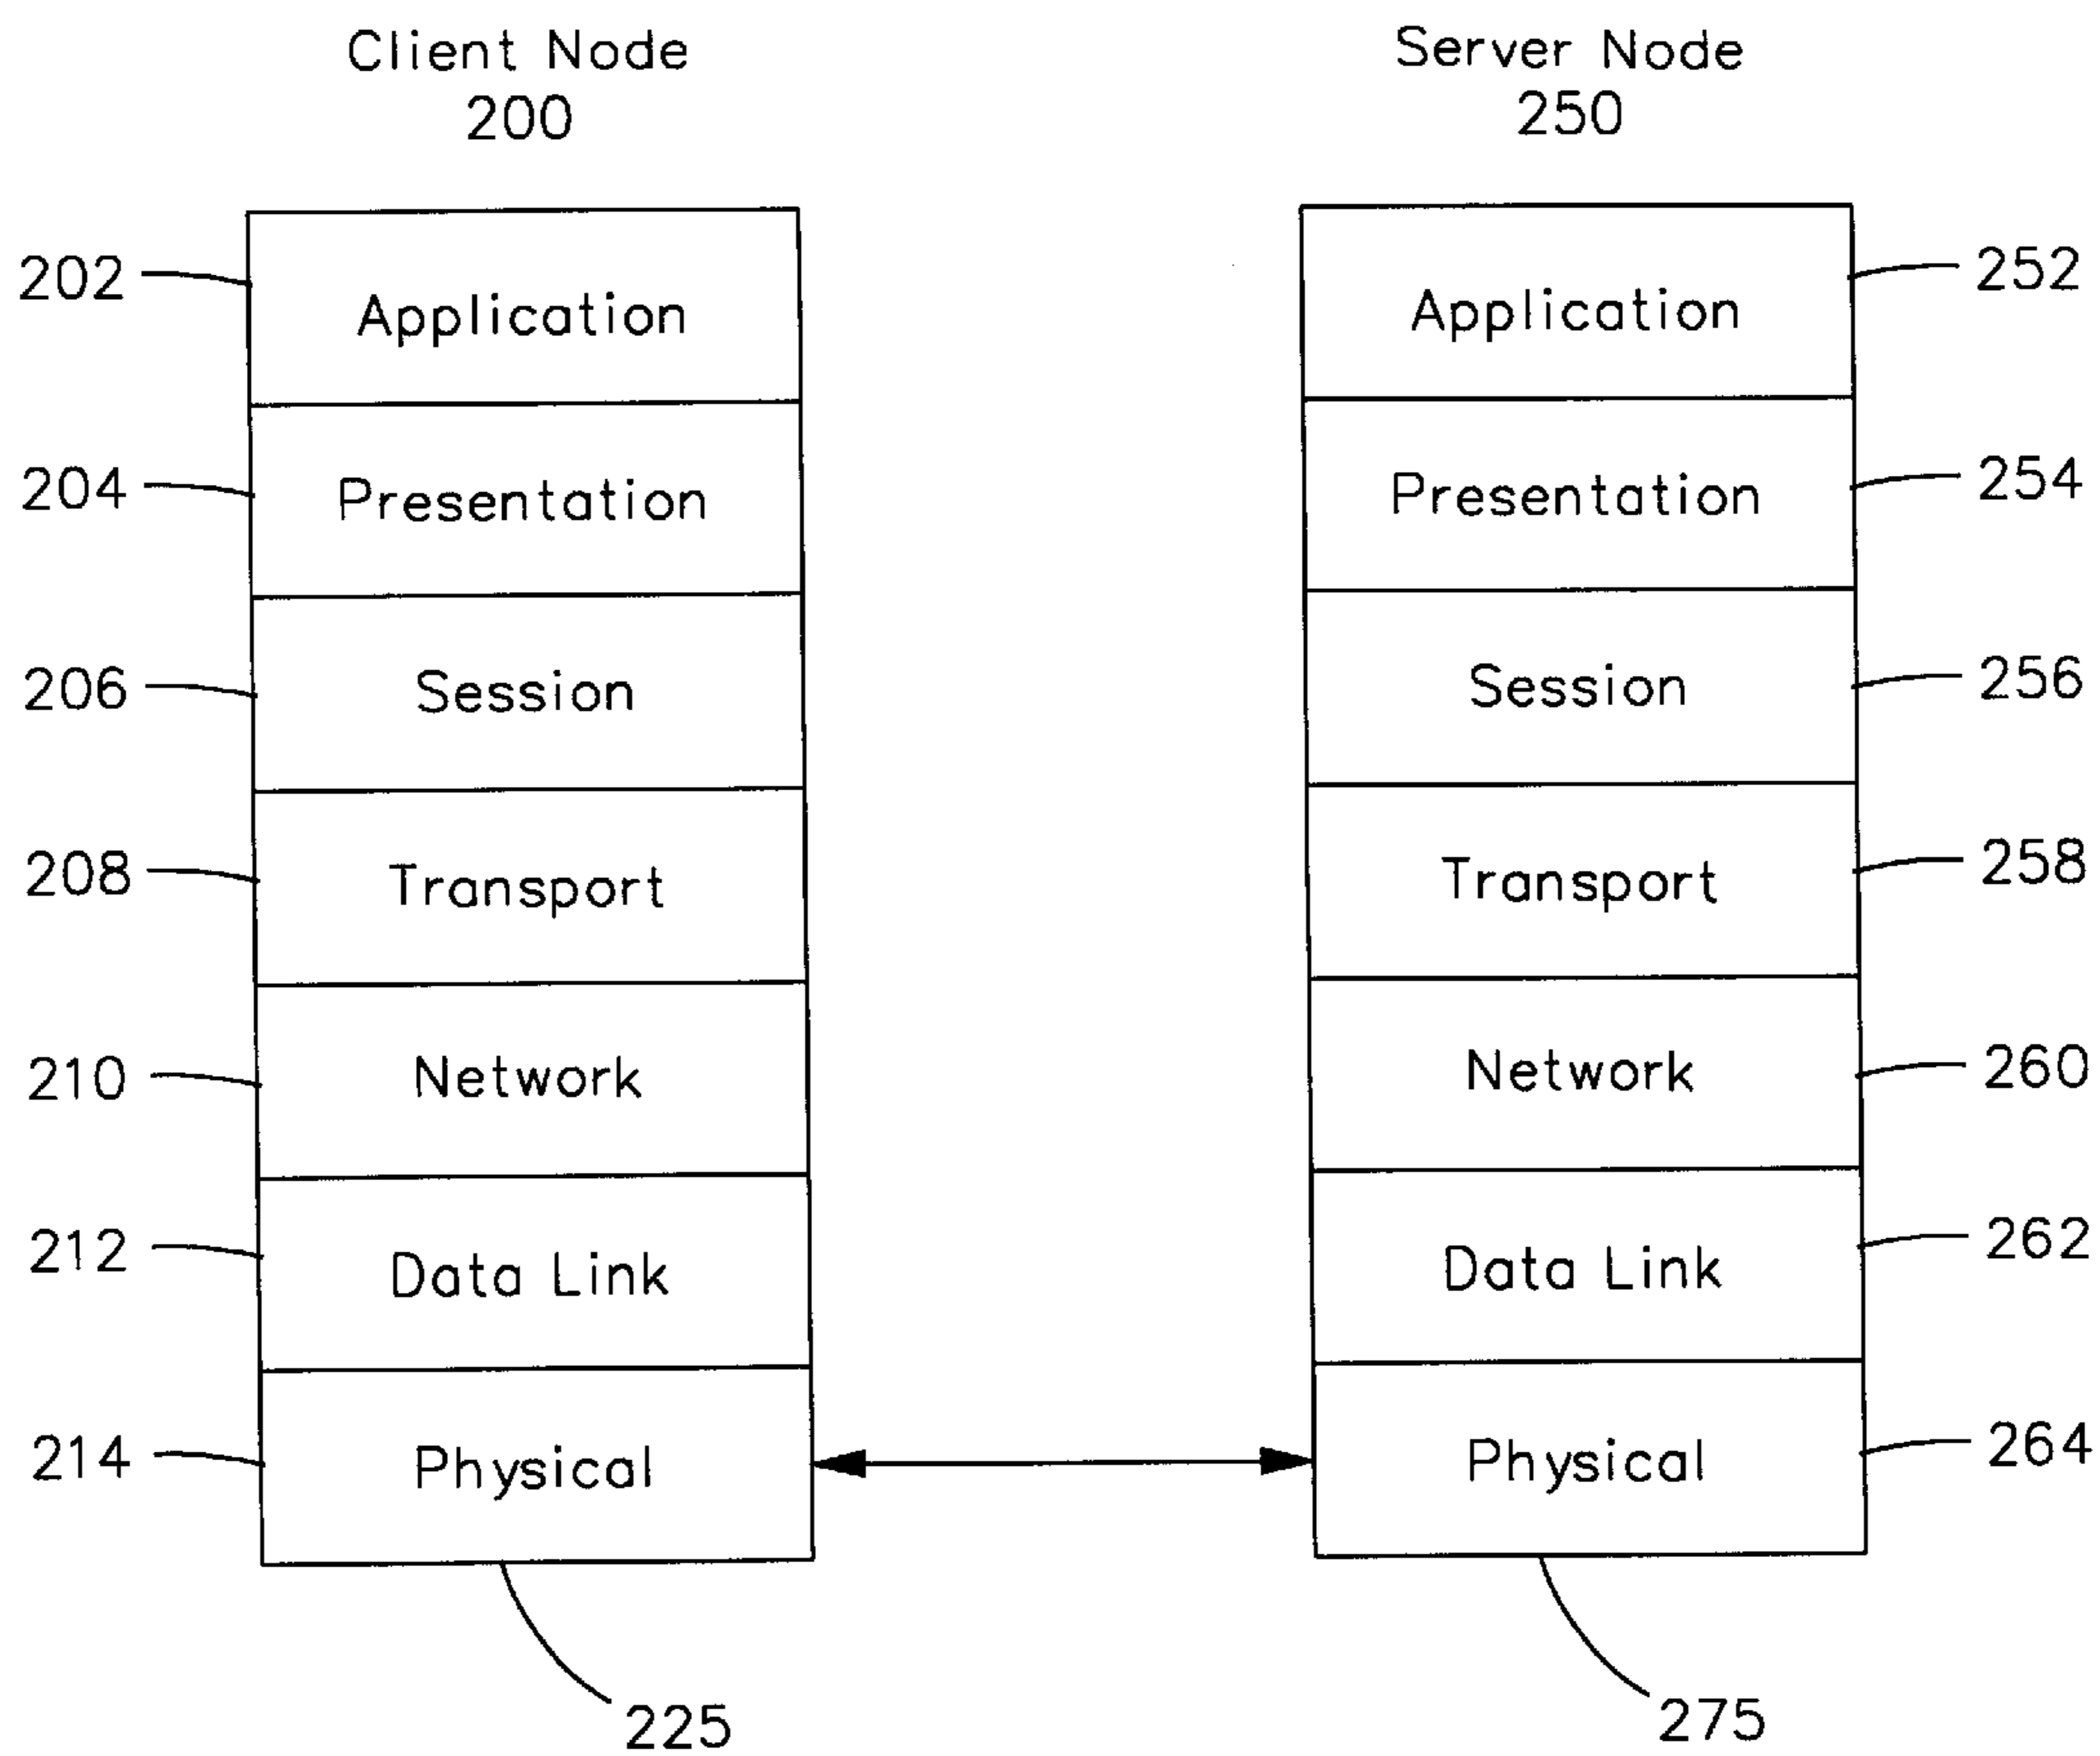 Client Node
200
Server Node
250
202
Application
Application
252
204
Presentation
Presentation
254
206
Session
Session
256
208
Transport
Transport
258
210
Network
Network
260
212
Data Link
Data Link
262
214
Physical
Physical
264
225
275